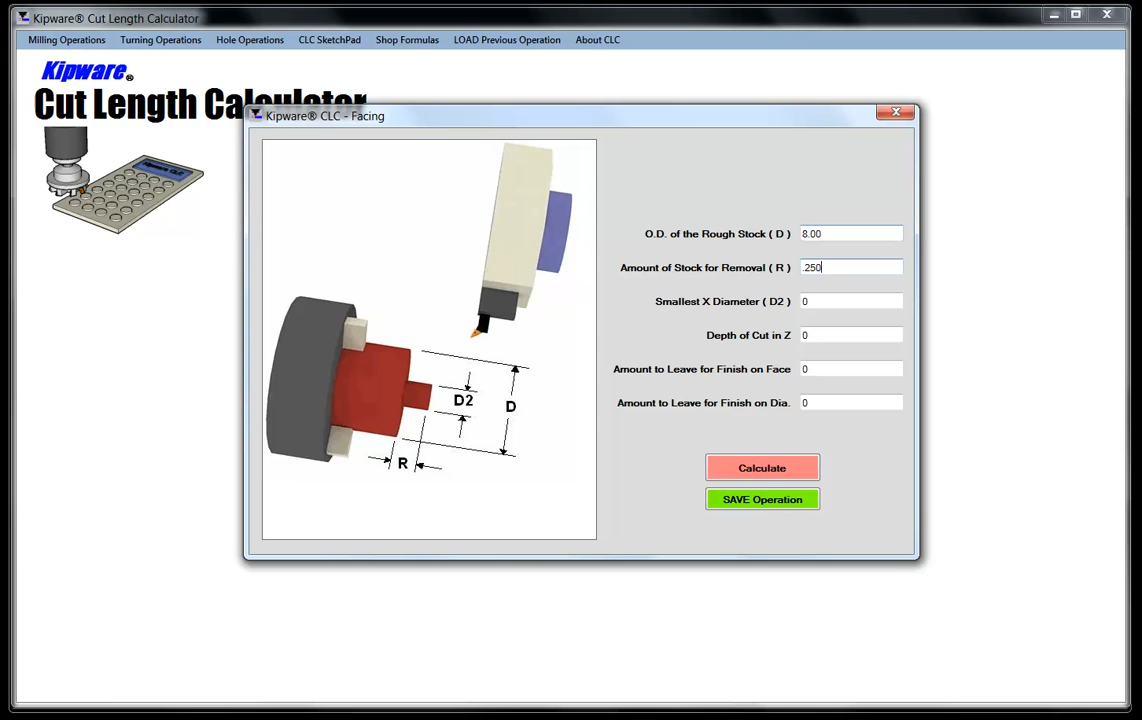 Kipware® Cut Length Calculator
Milling Operations Turning Operations Hole Operations CLC SketchPad Shop Formulas LOAD Previous Operation About CLC
Kipware®
Cut Length Calculator
Kipware CLC
Kipware® CLC - Facing
O.D. of the Rough Stock ( D ) 8.00
Amount of Stock for Removal ( R ) .250
Smallest X Diameter ( D2 ) 0
Depth of Cut in Z 0
Amount to Leave for Finish on Face 0
Amount to Leave for Finish on Dia. 0
D2
D
R
Calculate
SAVE Operation